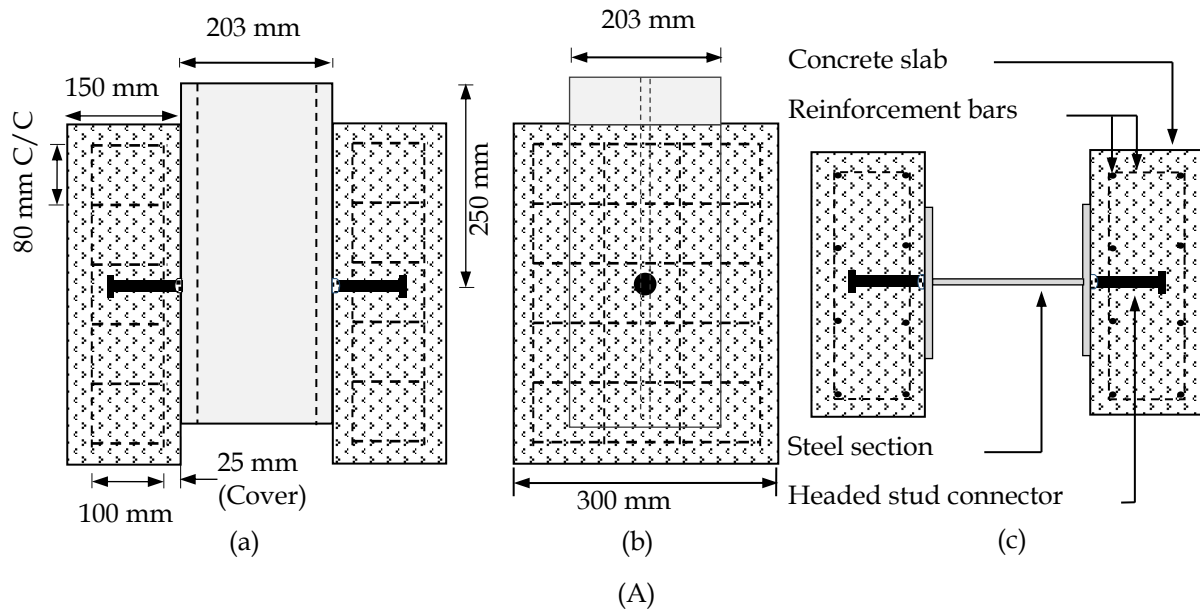 203 mm
150 mm
80 mm C/C
250 mm
25 mm
(Cover)
100 mm
(a)
203 mm
300 mm
(b)
Concrete slab
Reinforcement bars
Steel section
Headed stud connector
(c)
(A)